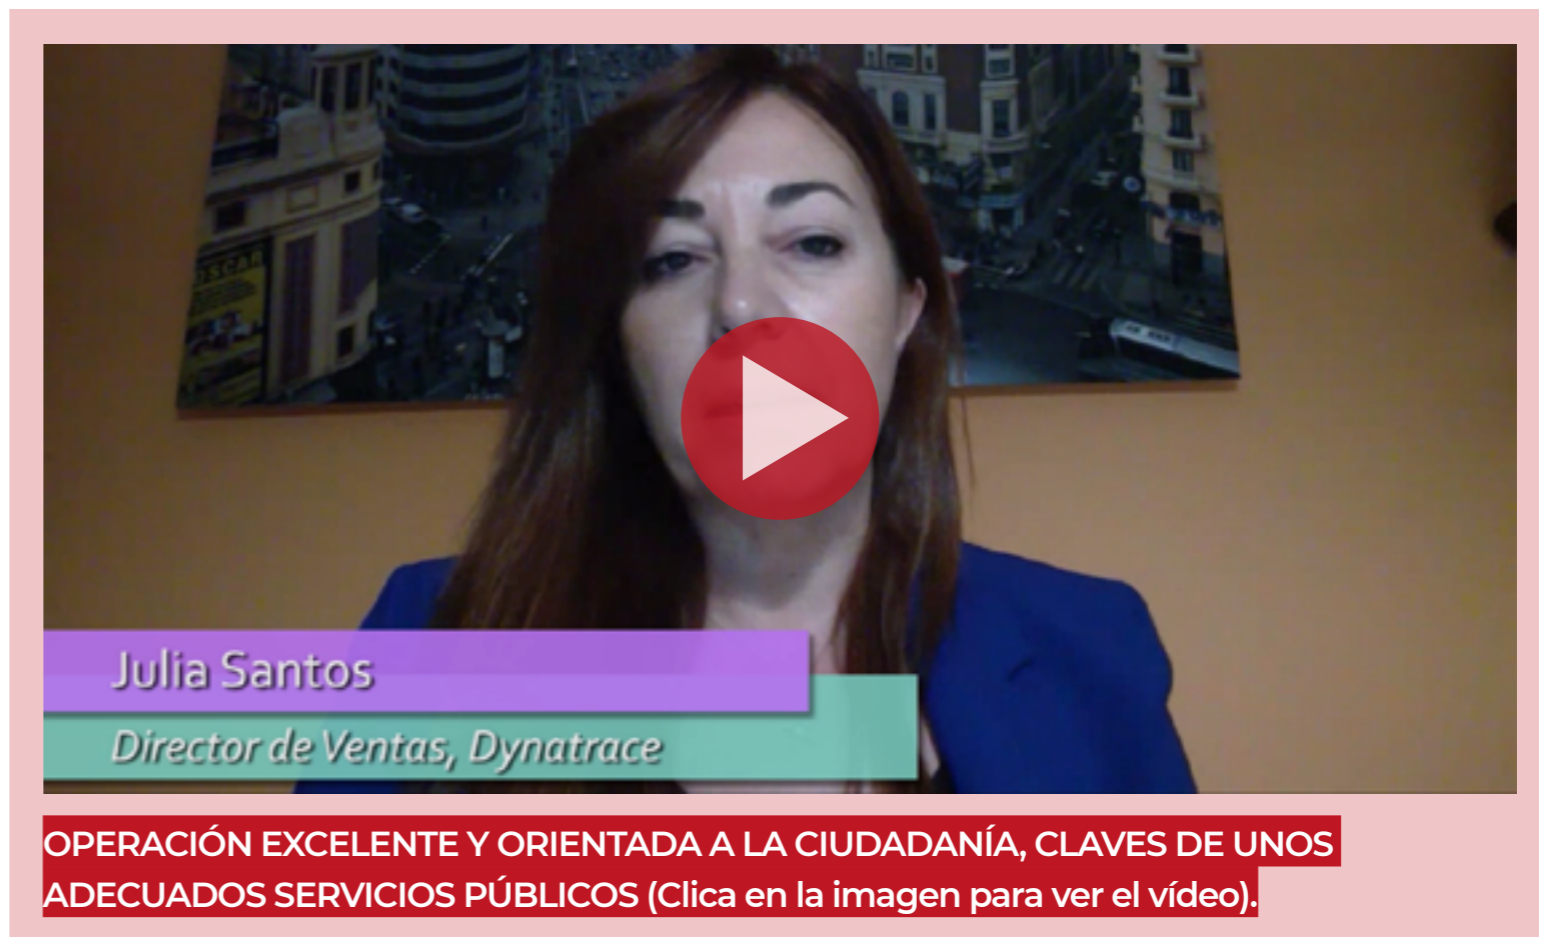 OSCAR
Julia Santos
Director de Ventas, Dynatrace
OPERACIÓN EXCELENTE Y ORIENTADA A LA CIUDADANÍA, CLAVES DE UNOS
ADECUADOS SERVICIOS PÚBLICOS (Clica en la imagen para ver el vídeo).